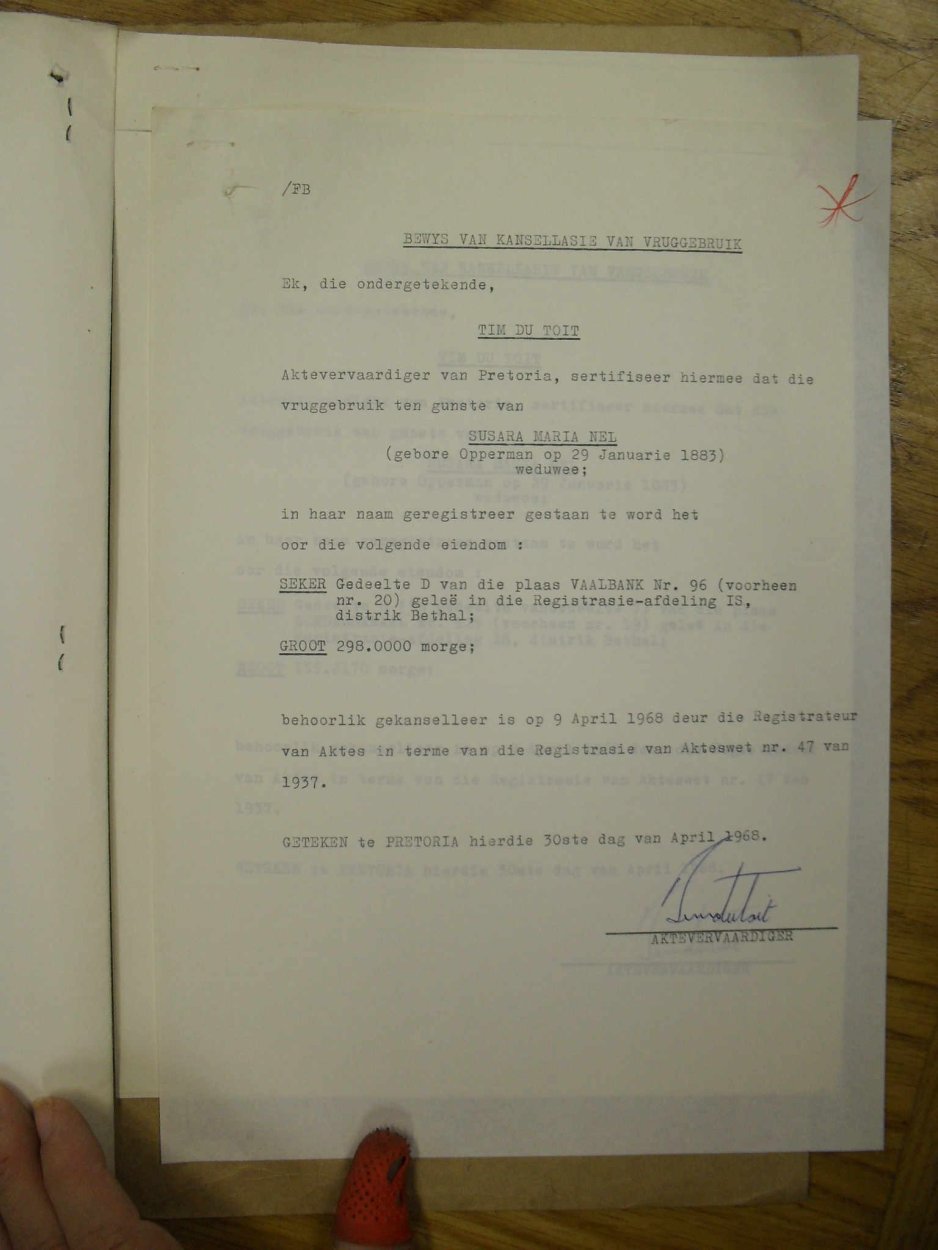 /FB
BEWYS VAN KANSELLASIE VAN VRUGGEBRUIK
Ek, die ondergetekende,
TIM DU TOIT
Aktevervaardiger van Pretoria, sertifiseer hiermee dat die
vruggebruik ten gunste van
SUSARA MARIA NEL
(gebore Opperman op 29 Januarie 1883)
weduwee;
in haar naam geregistreer gestaan te word het
oor die volgende eiendom :
SEKER Gedeelte D van die plaas VAALBANK Nr. 96 (voorheen
nr. 20) geleë in die Registrasie-afdeling IS,
distrik Bethal;
GROOT 298.0000 morge;
behoorlik gekanselleer is op 9 April 1968 deur die Registrateur
van Aktes in terme van die Registrasie van Akteswet nr. 47 van
1937.
GETEKEN te PRETORIA hierdie 30ste dag van April 1968.
AKTEVERVAARDIGER